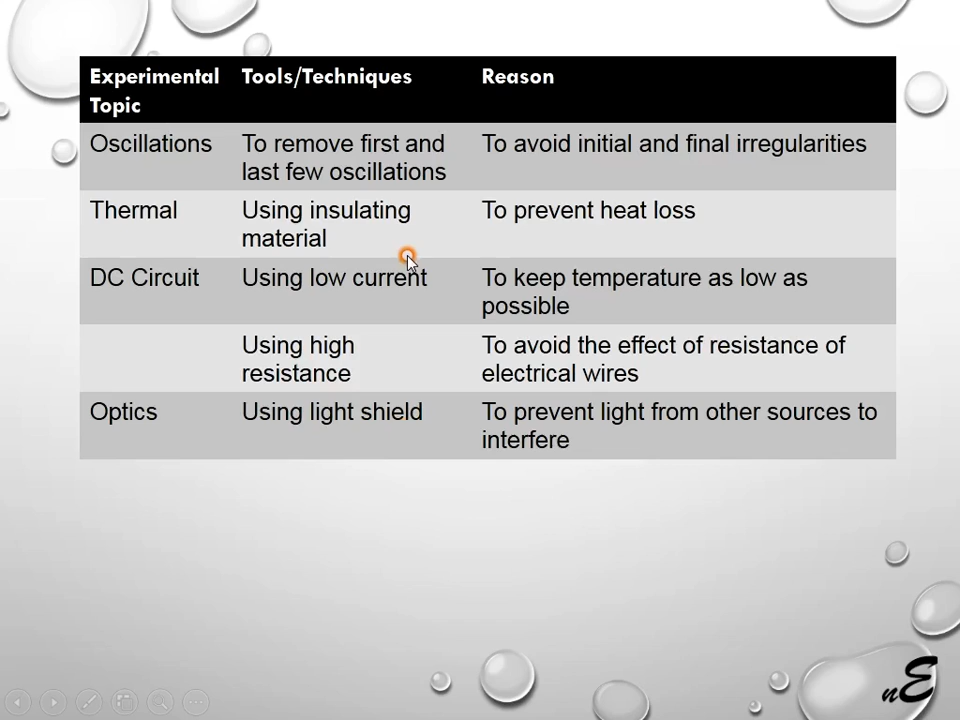 Experimental Tools/Techniques Reason
Topic
Oscillations To remove first and To avoid initial and final irregularities
last few oscillations
Thermal Using insulating To prevent heat loss
material
DC Circuit Using low current To keep temperature as low as
possible
Using high To avoid the effect of resistance of
resistance electrical wires
Optics Using light shield To prevent light from other sources to
interfere
nE